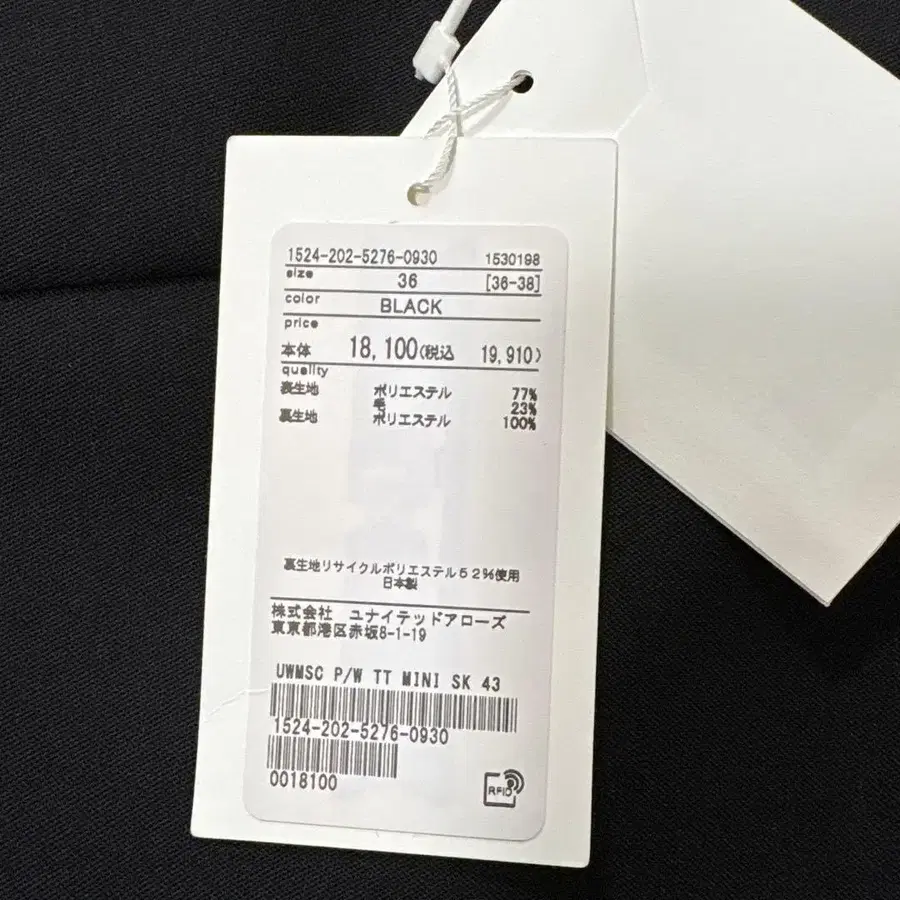 1524-202-5276-0930 1530198
size 36 [36-38]
color BLACK
price
本体 18,100(税込 19,910)
quality
表生地 ポリエステル 77%
毛 23%
裏生地 ポリエステル 100%
裏生地リサイクルポリエステル52%使用
日本製
株式会社 ユナイテッドアローズ
東京都港区赤坂8-1-19
UWMSC P/W TT MINI SK 43
1524-202-5276-0930
0018100
RFID